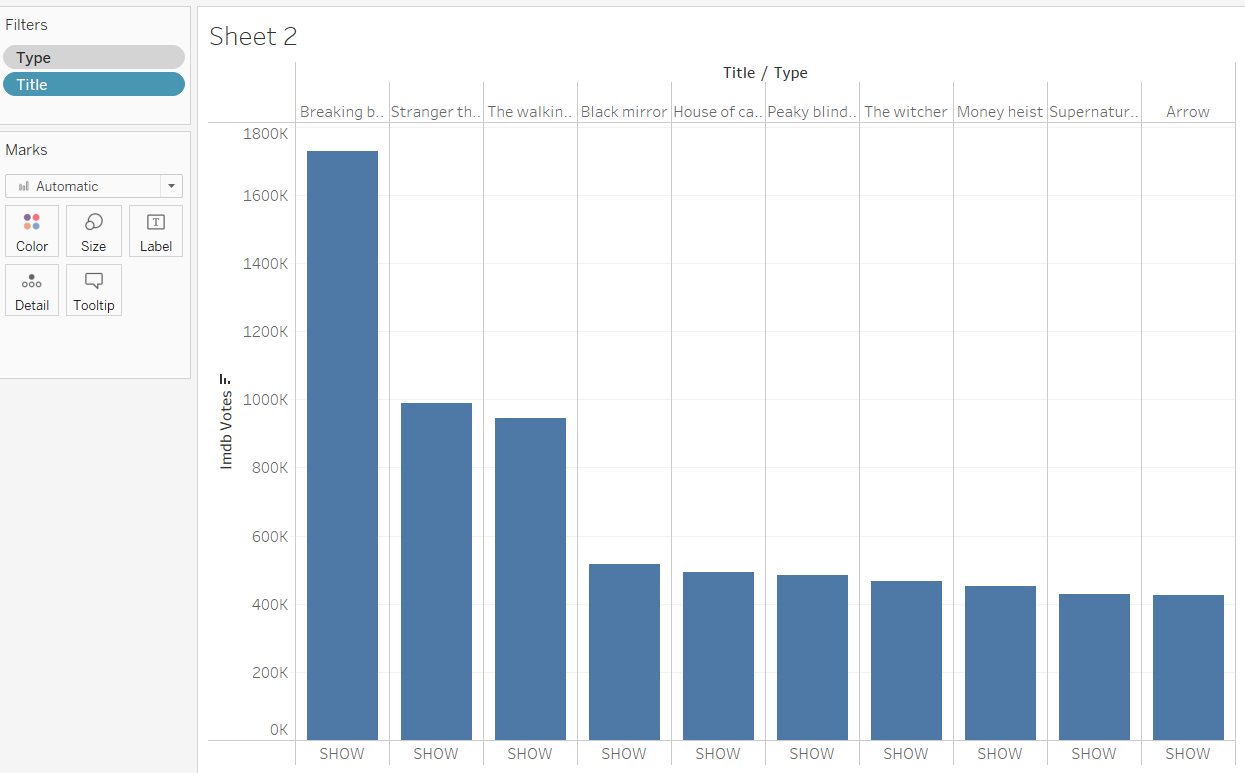 Filters
Type
Title
Marks
Automatic
Color Size Label
Detail Tooltip
Sheet 2
Title / Type
Breaking b.. Stranger th.. The walkin.. Black mirror House of ca.. Peaky blind.. The witcher Money heist Supernatur.. Arrow
1800K
1600K
1400K
1200K
1000K
800K
600K
400K
200K
0K
Imdb Votes
SHOW SHOW SHOW SHOW SHOW SHOW SHOW SHOW SHOW SHOW